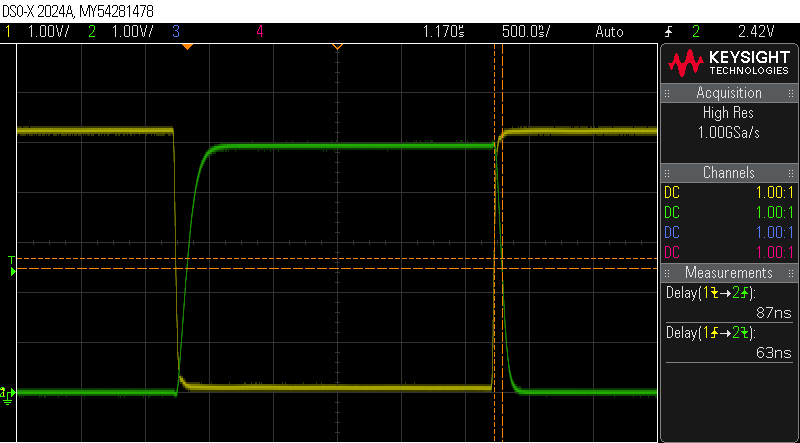 DSO-X 2024A, MY54281478
1 1.00V/ 2 1.00V/ 3 4 1.170s 500.0s/ Auto 2 2.42V
KEYSIGHT
TECHNOLOGIES
Acquisition
High Res
1.00GSa/s
Channels
DC 1.00:1
DC 1.00:1
DC 1.00:1
DC 1.00:1
Measurements
Delay(1→2):
87ns
Delay(1→2):
63ns
T